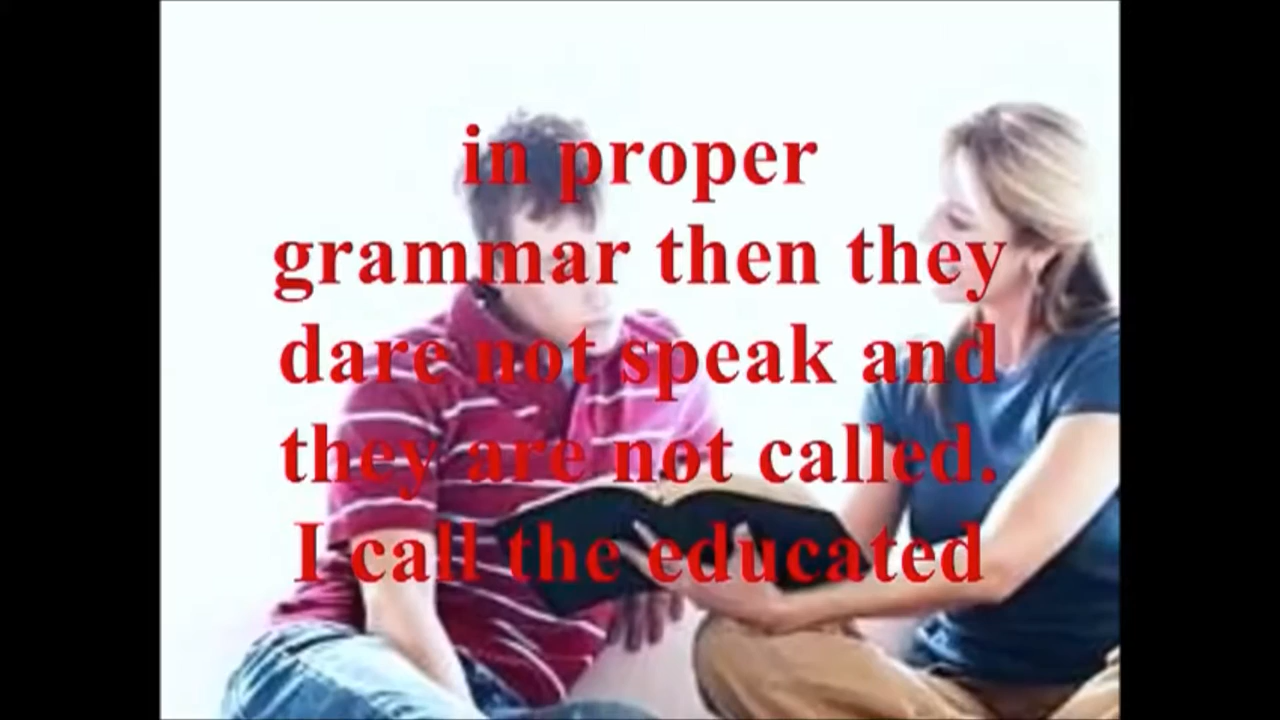 in proper
grammar then they
dare not speak and
they are not called.
I call the educated